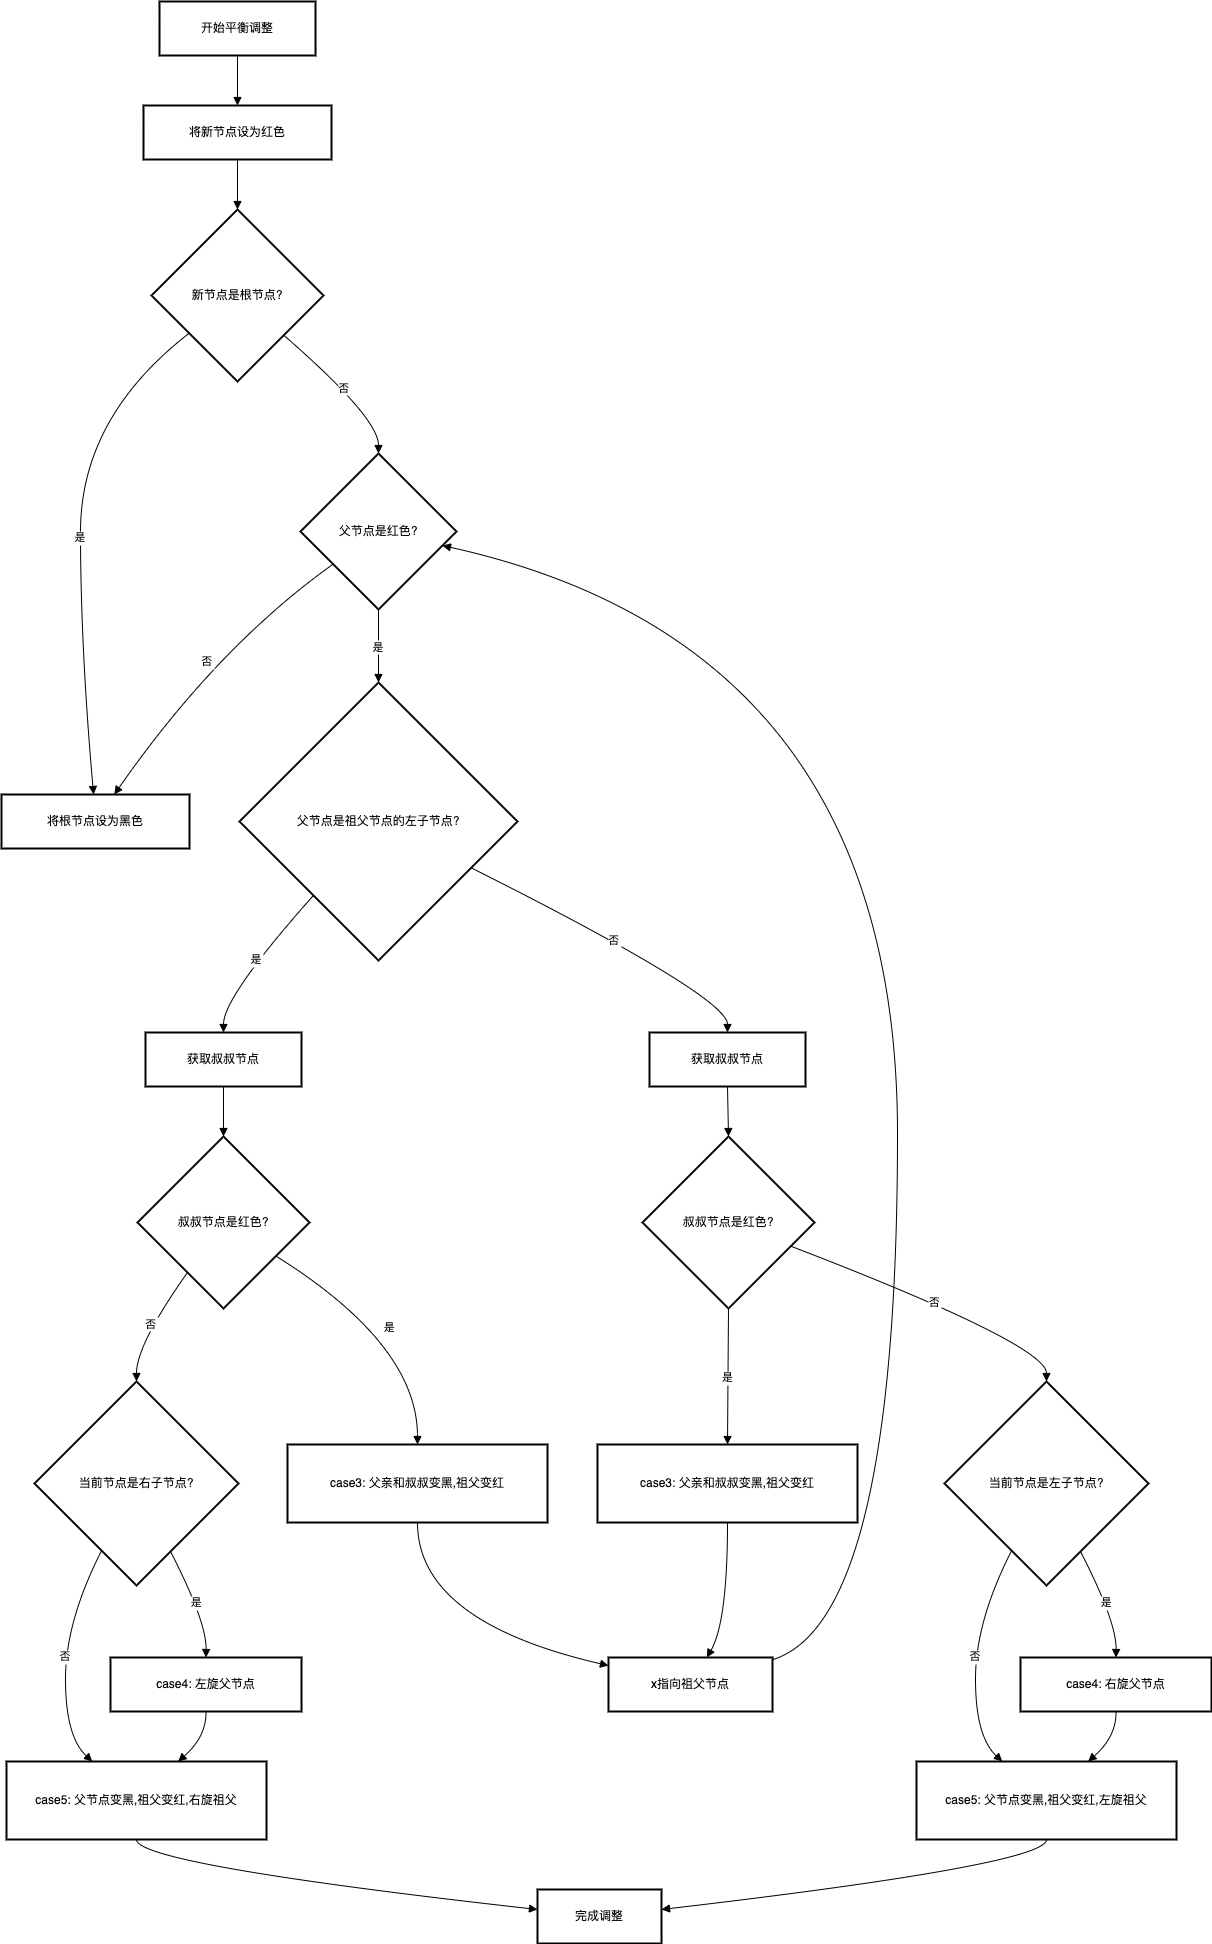 开始平衡调整
将新节点设为红色
新节点是根节点?
否
父节点是红色?
是
否
是
将根节点设为黑色
父节点是祖父节点的左子节点?
是
否
获取叔叔节点
获取叔叔节点
叔叔节点是红色?
叔叔节点是红色?
否
是
是
否
当前节点是右子节点?
case3: 父亲和叔叔变黑,祖父变红
case3: 父亲和叔叔变黑,祖父变红
当前节点是左子节点?
否
是
否
是
case4: 左旋父节点
x指向祖父节点
case4: 右旋父节点
case5: 父节点变黑,祖父变红,右旋祖父
case5: 父节点变黑,祖父变红,左旋祖父
完成调整